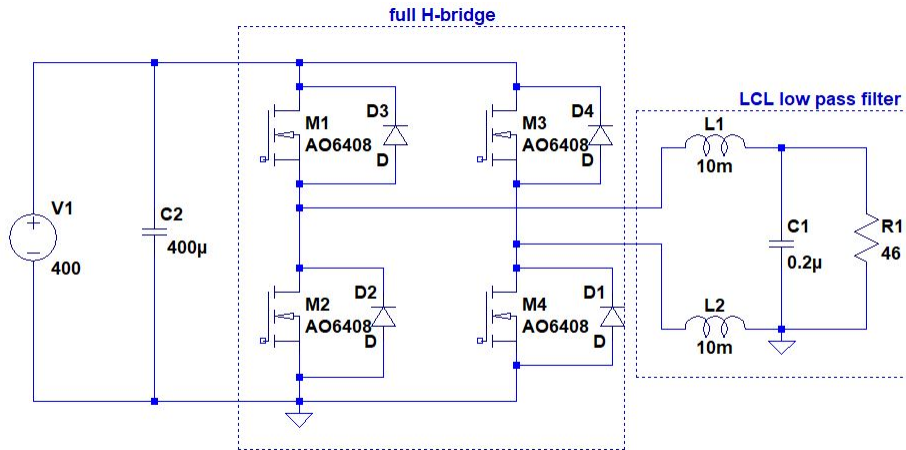 full H-bridge
LCL low pass filter
V1
400
C2
400µ
M1
AO6408
D3
D
M3
AO6408
D4
D
L1
10m
C1
0.2µ
R1
46
M2
AO6408
D2
D
M4
AO6408
D1
D
L2
10m